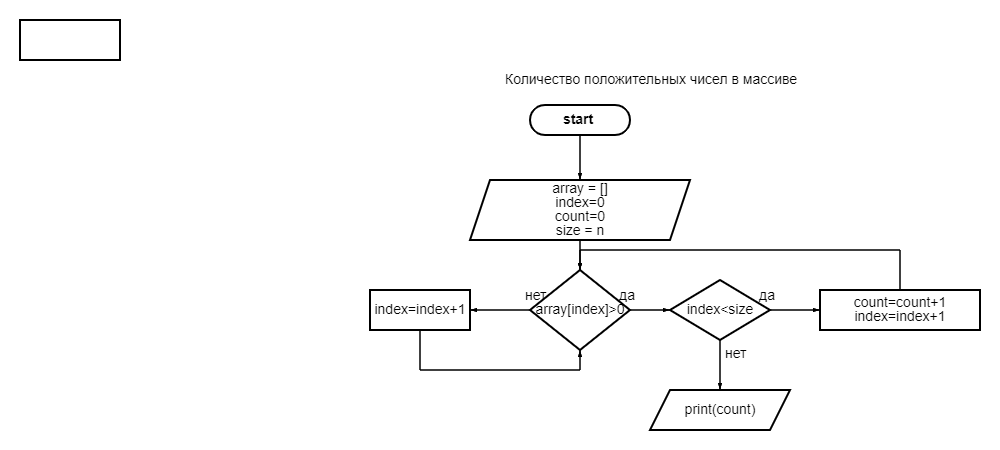 Количество положительных чисел в массиве
start
array = []
index=0
count=0
size = n
нет
да
да
index=index+1
array[index]>0
index<size
count=count+1
index=index+1
нет
print(count)